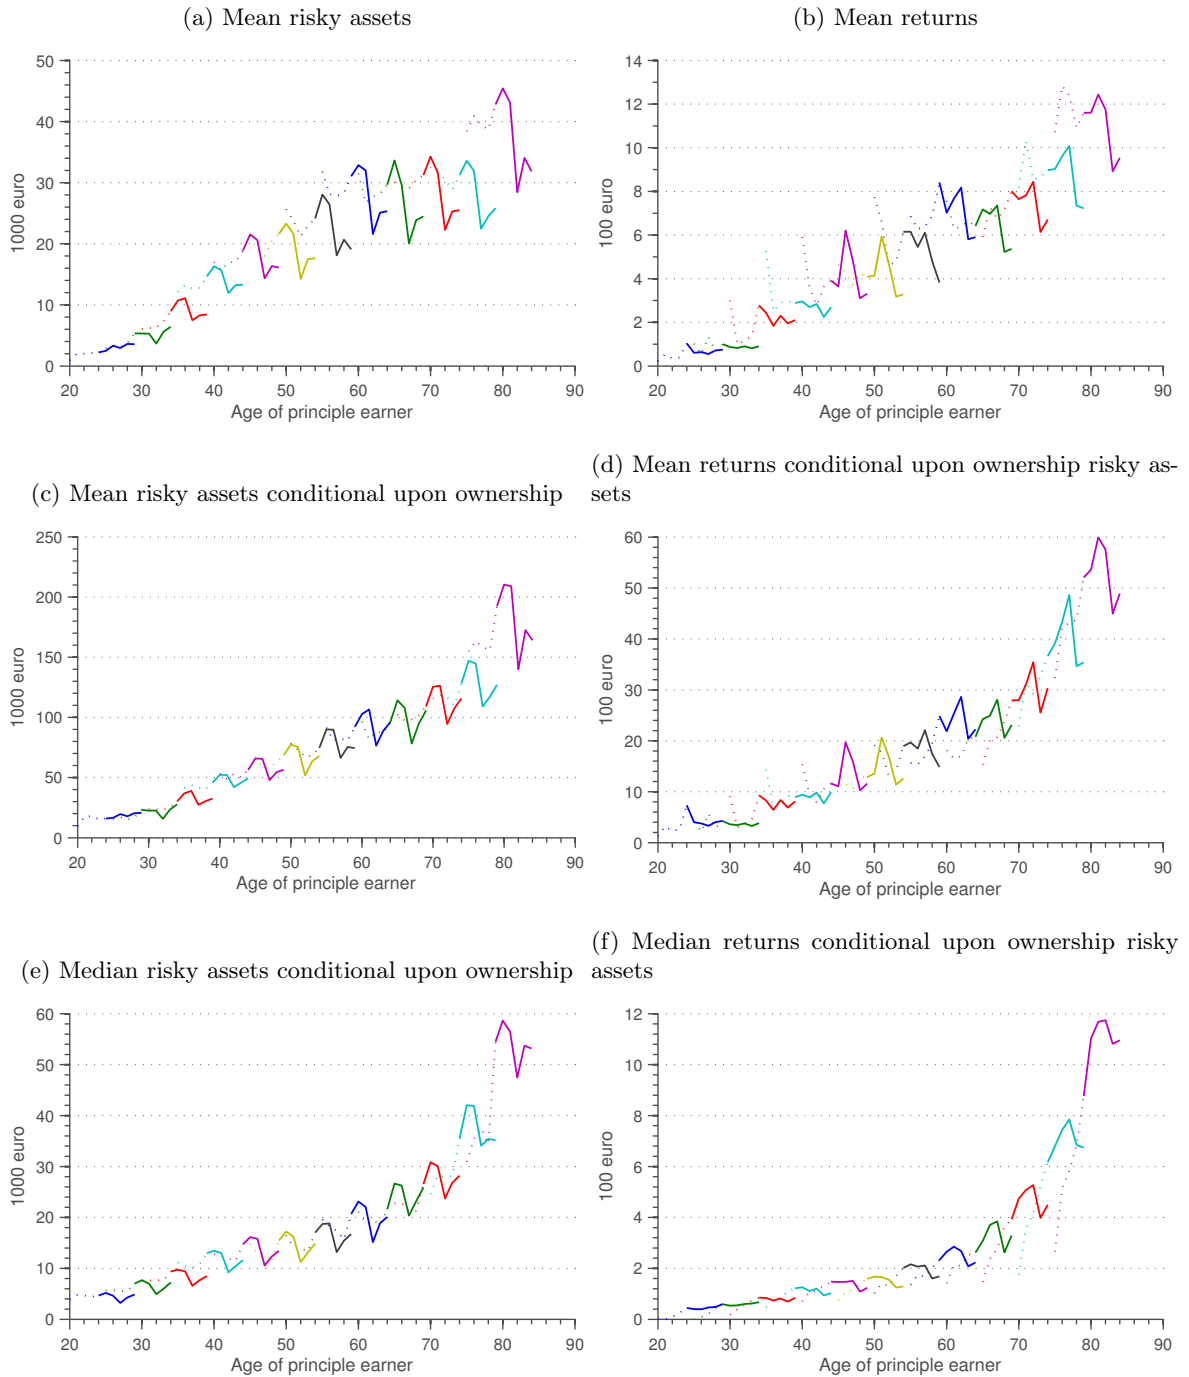 (a) Mean risky assets
(b) Mean returns
50
40
30
20
10
0
1000 euro
20 30 40 50 60 70 80 90
Age of principle earner
14
12
10
8
6
4
2
0
100 euro
20 30 40 50 60 70 80 90
Age of principle earner
(c) Mean risky assets conditional upon ownership
(d) Mean returns conditional upon ownership risky as-
sets
250
200
150
100
50
0
1000 euro
20 30 40 50 60 70 80 90
Age of principle earner
60
50
40
30
20
10
0
100 euro
20 30 40 50 60 70 80 90
Age of principle earner
(e) Median risky assets conditional upon ownership
(f) Median returns conditional upon ownership risky
assets
60
50
40
30
20
10
0
1000 euro
20 30 40 50 60 70 80 90
Age of principle earner
12
10
8
6
4
2
0
100 euro
20 30 40 50 60 70 80 90
Age of principle earner